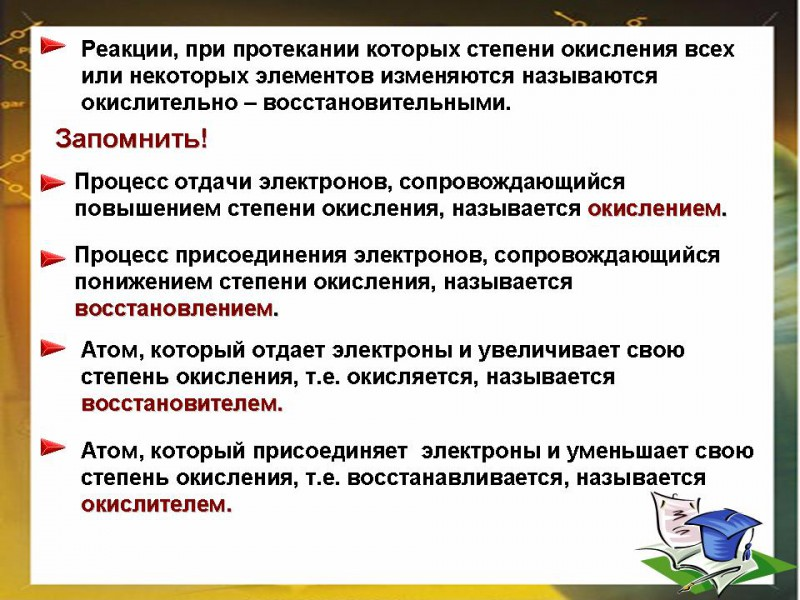 Реакции, при протекании которых степени окисления всех
или некоторых элементов изменяются называются
окислительно – восстановительными.
Запомнить!
Процесс отдачи электронов, сопровождающийся
повышением степени окисления, называется окислением.
Процесс присоединения электронов, сопровождающийся
понижением степени окисления, называется
восстановлением.
Атом, который отдает электроны и увеличивает свою
степень окисления, т.е. окисляется, называется
восстановителем.
Атом, который присоединяет электроны и уменьшает свою
степень окисления, т.е. восстанавливается, называется
окислителем.